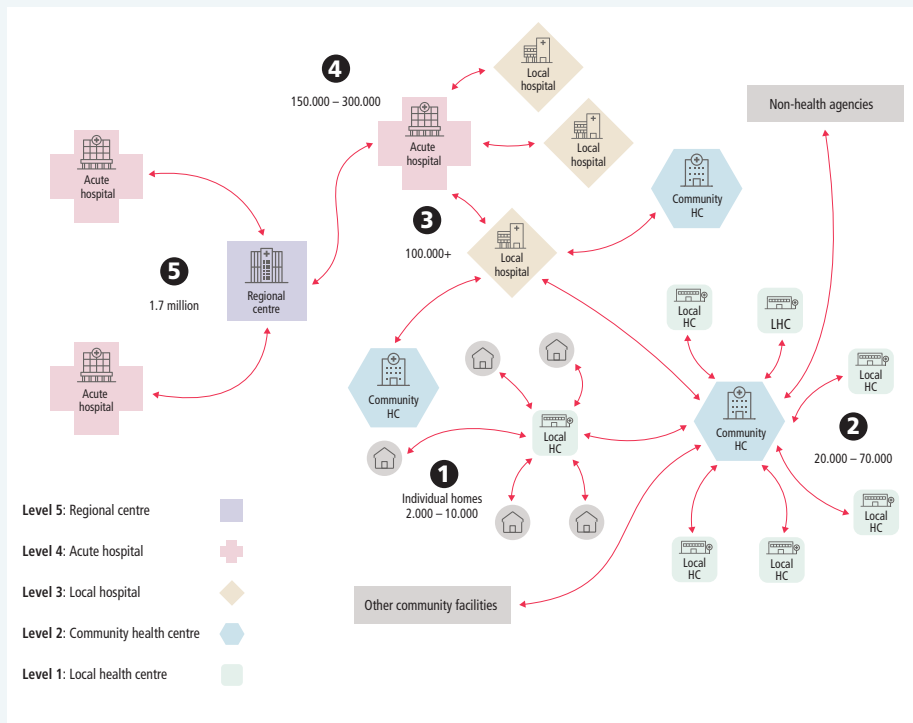 4
150.000 – 300.000
Local
hospital
Non-health agencies
Acute
hospital
Acute
hospital
Local
hospital
Community
HC
3
100.000+
Local
hospital
5
1.7 million
Regional
centre
Local
HC
LHC
Acute
hospital
Community
HC
Local
HC
Local
HC
Community
HC
2
20.000 – 70.000
1
Individual homes
2.000 – 10.000
Local
HC
Local
HC
Local
HC
Other community facilities
Level 5: Regional centre
Level 4: Acute hospital
Level 3: Local hospital
Level 2: Community health centre
Level 1: Local health centre